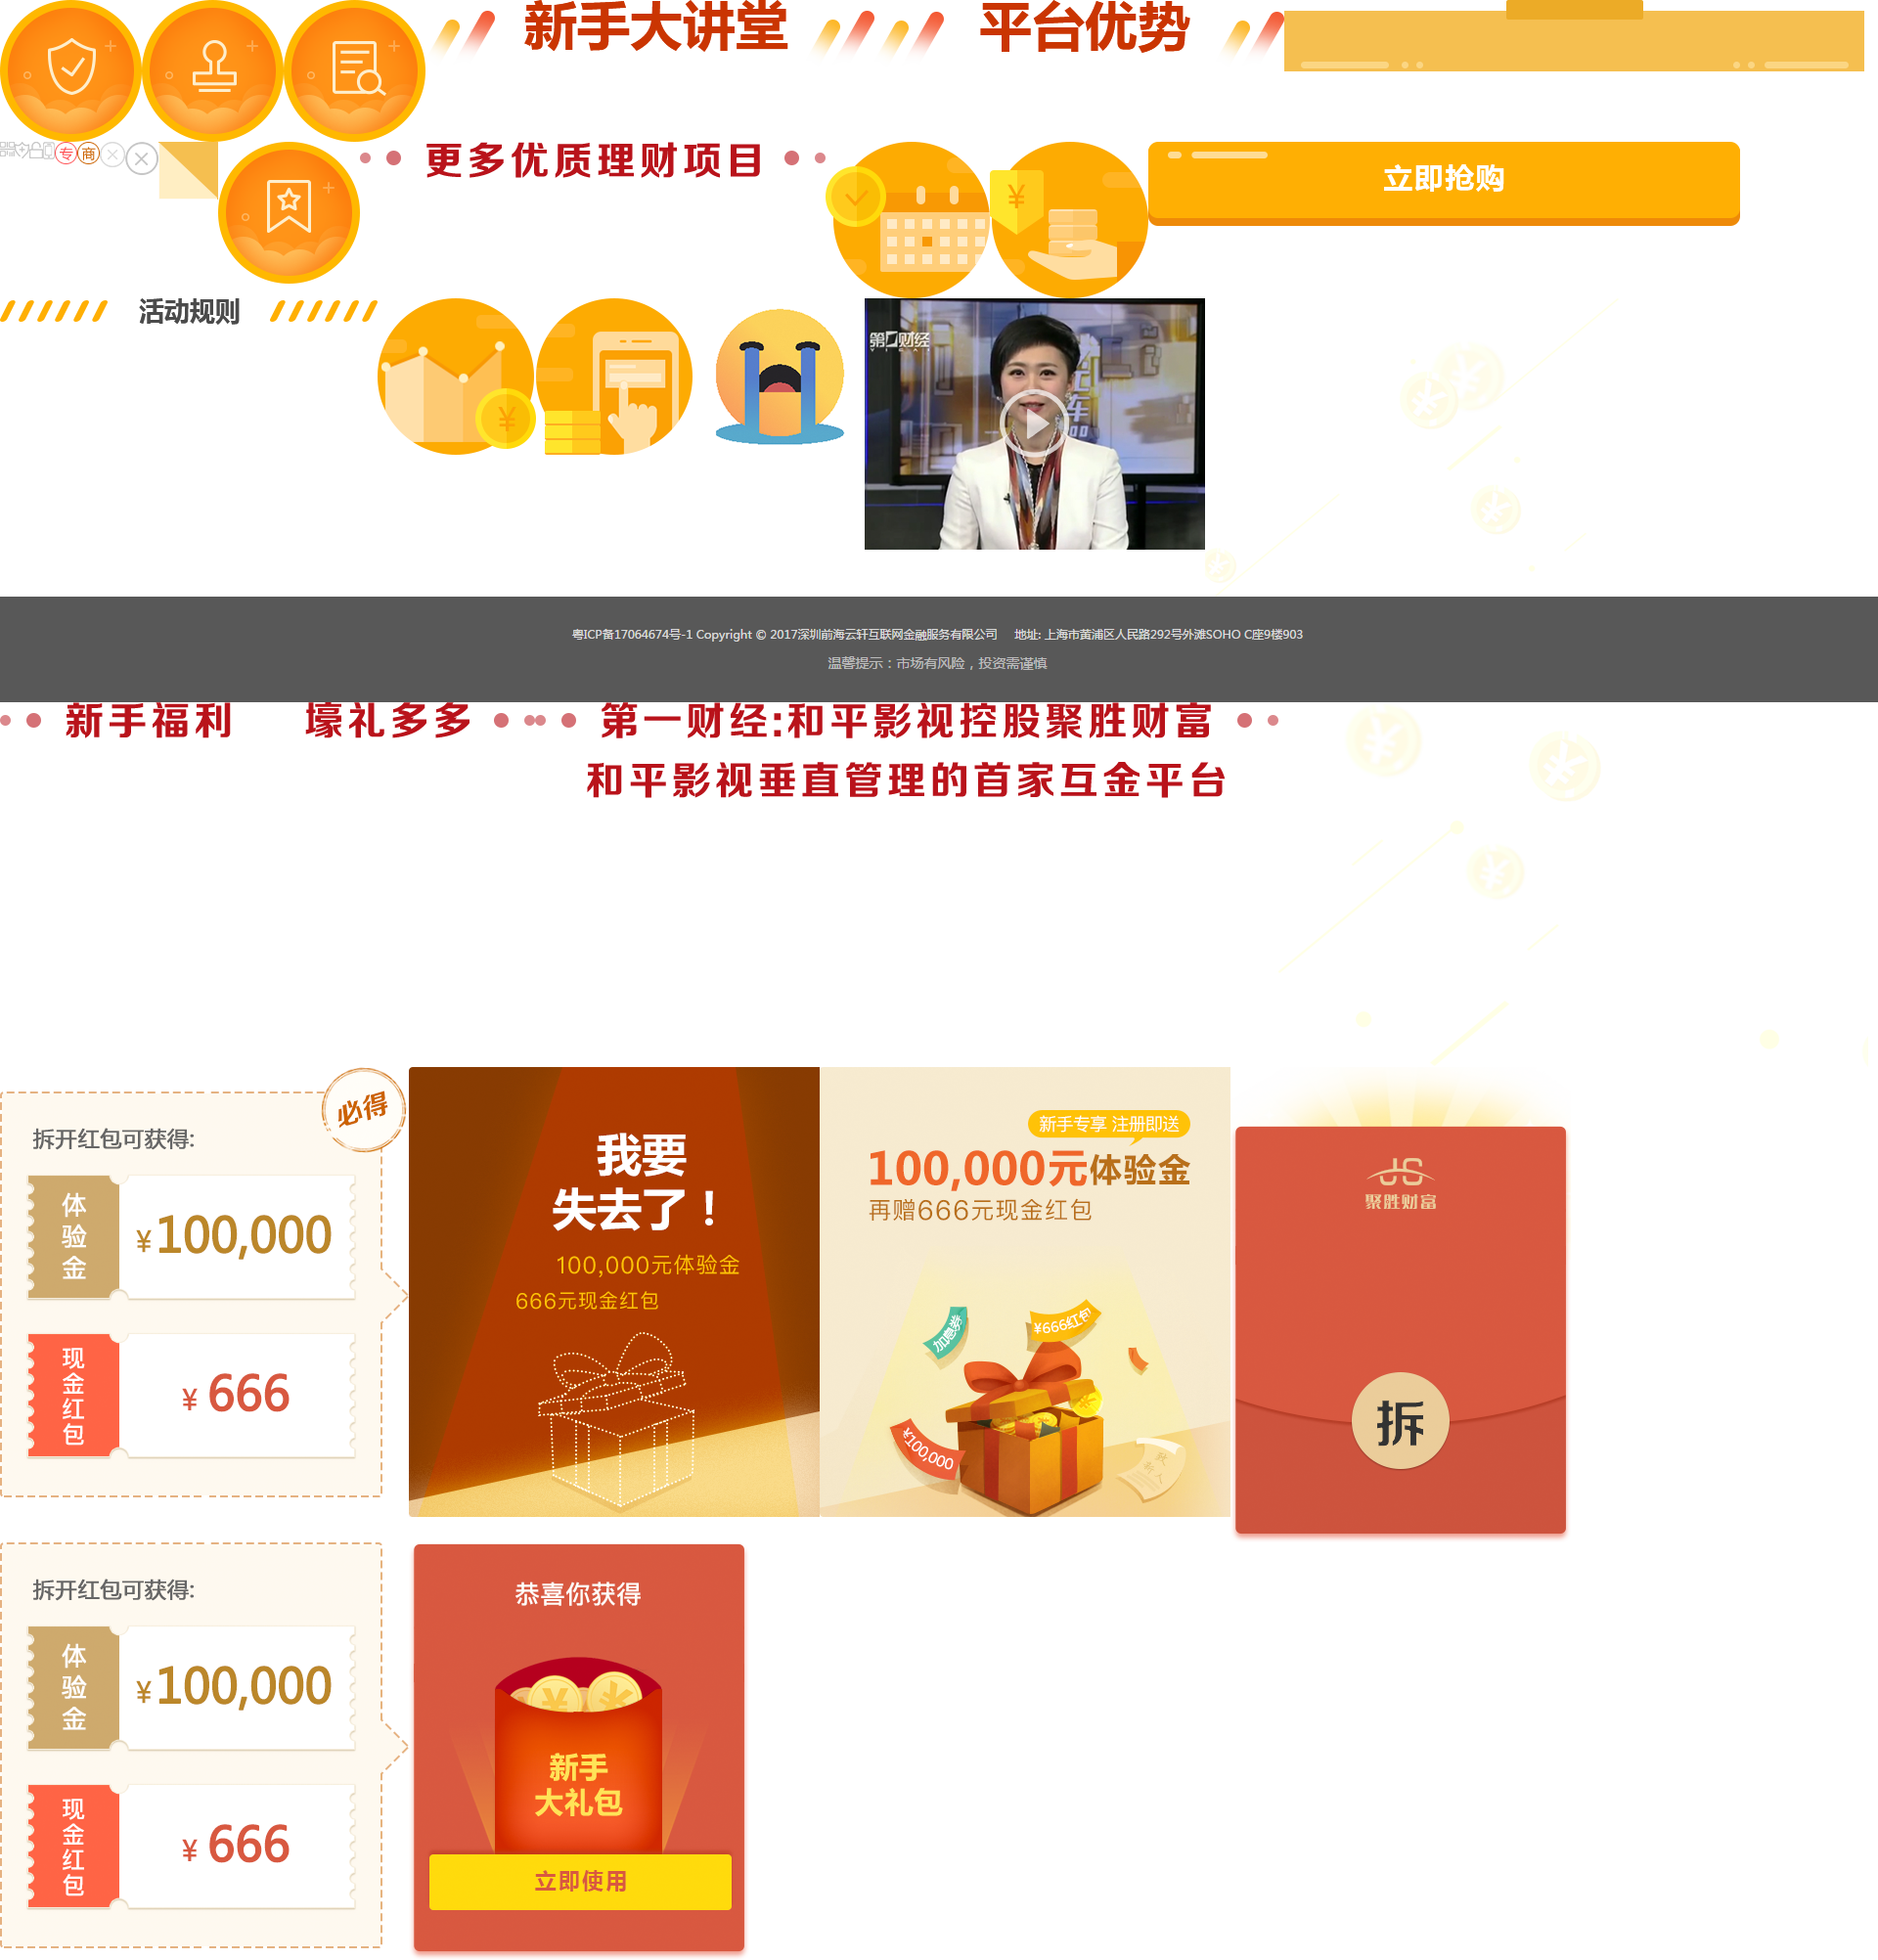 新手大讲堂
平台优势
专
商
更多优质理财项目
¥
立即抢购
活动规则
¥
第一财经
粤ICP备17064674号-1 Copyright © 2017深圳前海云轩互联网金融服务有限公司 地址: 上海市黄浦区人民路292号外滩SOHO C座9楼903
温馨提示：市场有风险，投资需谨慎
新手福利 壕礼多多
第一财经:和平影视控股聚胜财富
和平影视垂直管理的首家互金平台
必得
拆开红包可获得:
体验金
¥100,000
现金红包
¥ 666
我要
失去了！
100,000元体验金
666元现金红包
新手专享 注册即送
100,000元体验金
再赠666元现金红包
加息券
¥666红包
¥100,000
聚胜财富
拆
拆开红包可获得:
体验金
¥100,000
现金红包
¥ 666
恭喜你获得
新手
大礼包
立即使用